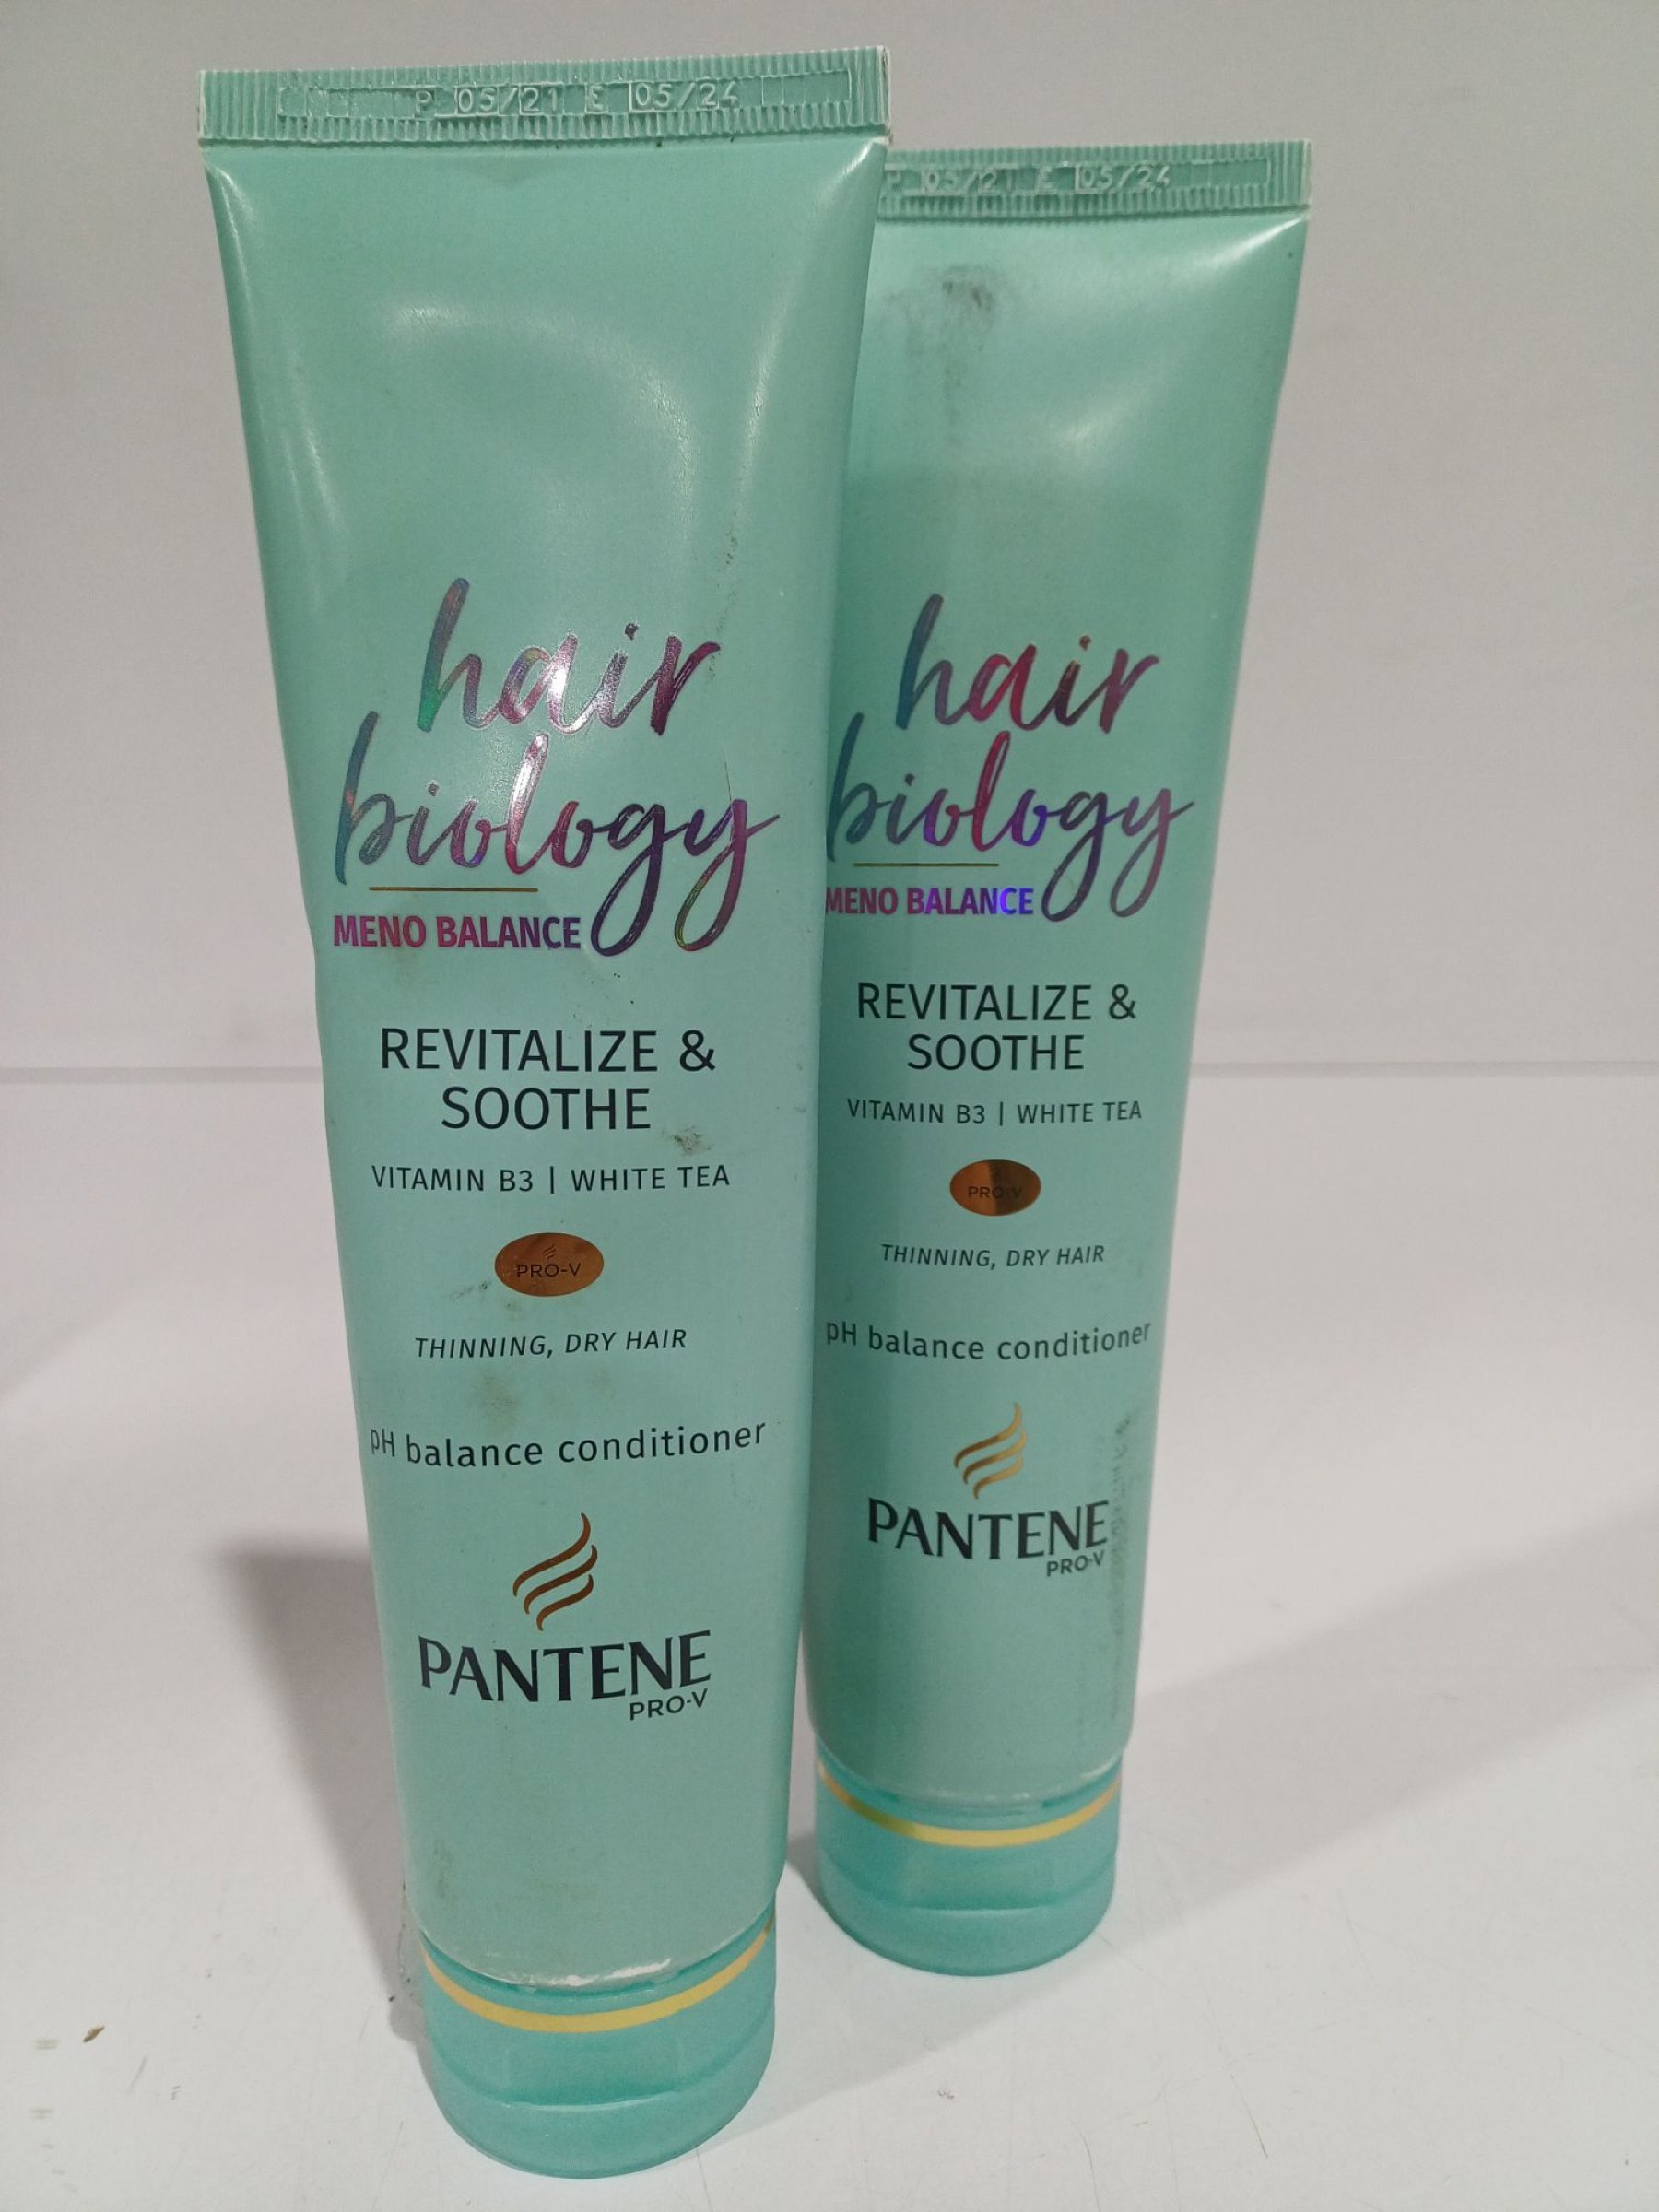 P 05/21 E 05/24
hair
biology
MENO BALANCE
REVITALIZE &
SOOTHE
VITAMIN B3 | WHITE TEA
PRO-V
THINNING, DRY HAIR
pH balance conditioner
PANTENE
PRO-V
P 05/21 E 05/24
hair
biology
MENO BALANCE
REVITALIZE &
SOOTHE
VITAMIN B3 | WHITE TEA
PRO-V
THINNING, DRY HAIR
pH balance conditioner
PANTENE
PRO-V